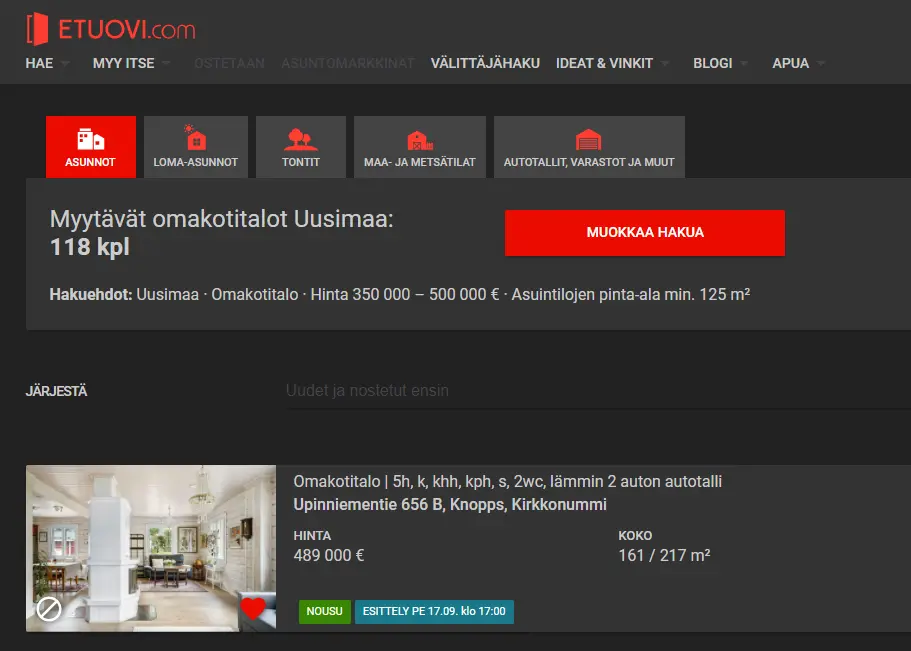 ETUOVI.com
HAE MYY ITSE OSTETAAN ASUNTOMARKKINAT VÄLITTÄJÄHAKU IDEAT & VINKIT BLOGI APUA
ASUNNOT LOMA-ASUNNOT TONTIT MAA- JA METSÄTILAT AUTOTALLIT, VARASTOT JA MUUT
Myytävät omakotitalot Uusimaa:
118 kpl
MUOKKAA HAKUA
Hakuehdot: Uusimaa · Omakotitalo · Hinta 350 000 – 500 000 € · Asuintilojen pinta-ala min. 125 m²
JÄRJESTÄ Uudet ja nostetut ensin
Omakotitalo | 5h, k, khh, kph, s, 2wc, lämmin 2 auton autotalli
Upinniementie 656 B, Knopps, Kirkkonummi
HINTA KOKO
489 000 € 161 / 217 m²
NOUSU ESITTELY PE 17.09. klo 17:00